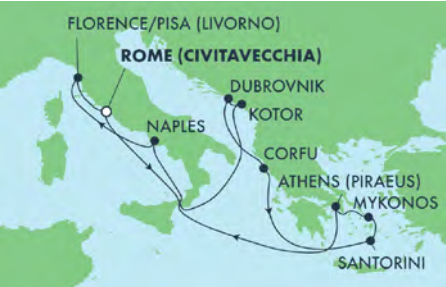 FLORENCE/PISA (LIVORNO)
ROME (CIVITAVECCHIA)
DUBROVNIK
KOTOR
NAPLES
CORFU
ATHENS (PIRAEUS)
MYKONOS
SANTORINI